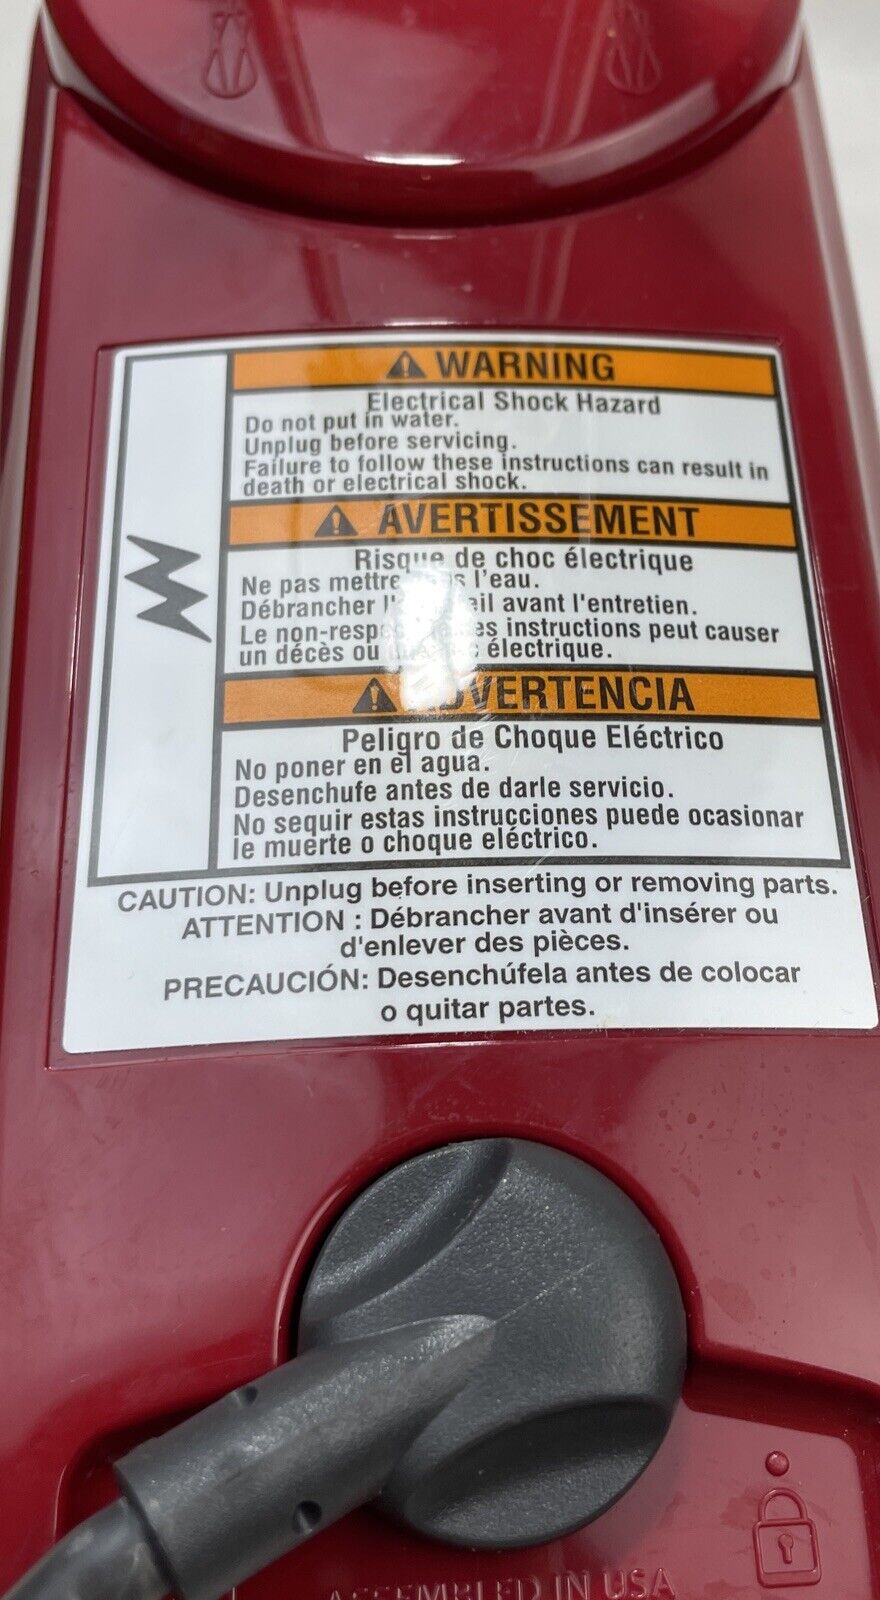 WARNING
Electrical Shock Hazard
Do not put in water.
Unplug before servicing.
Failure to follow these instructions can result in
death or electrical shock.
AVERTISSEMENT
Risque de choc électrique
Ne pas mettre l'eau.
Débrancher avant l'entretien.
Le instructions peut causer
un décès ou électrique.
ADVERTENCIA
Peligro de Choque Eléctrico
No poner en el agua.
Desenchufe antes de darle servicio.
No sequir estas instrucciones puede ocasionar
le muerte o choque eléctrico.
CAUTION: Unplug before inserting or removing parts.
ATTENTION : Débrancher avant d'insérer ou
d'enlever des pièces.
PRECAUCIÓN: Desenchúfela antes de colocar
o quitar partes.
ASSEMBLED IN USA